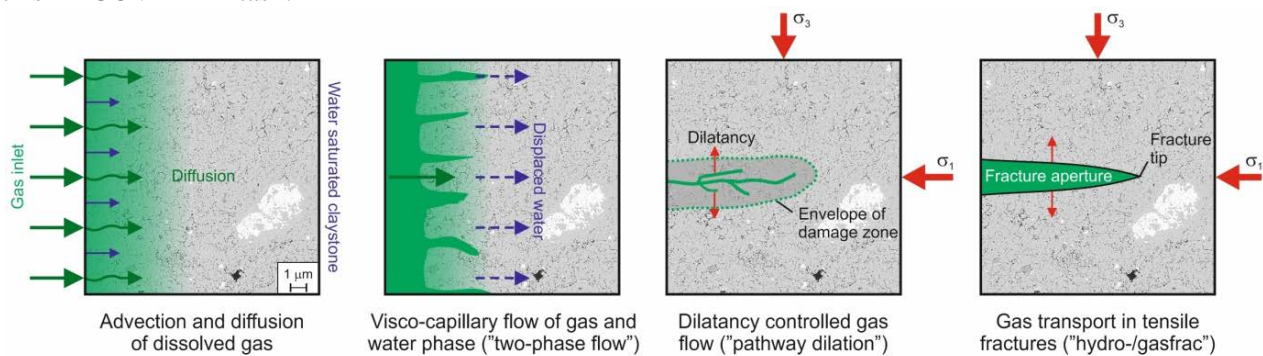 Gas inlet
Diffusion
1 μm
Water saturated claystone
Advection and diffusion
of dissolved gas
Displaced water
Visco-capillary flow of gas and
water phase ("two-phase flow")
σ3
Dilatancy
σ1
Envelope of
damage zone
Dilatancy controlled gas
flow ("pathway dilation")
σ3
Fracture
tip
Fracture aperture
σ1
Gas transport in tensile
fractures ("hydro-/gasfrac")